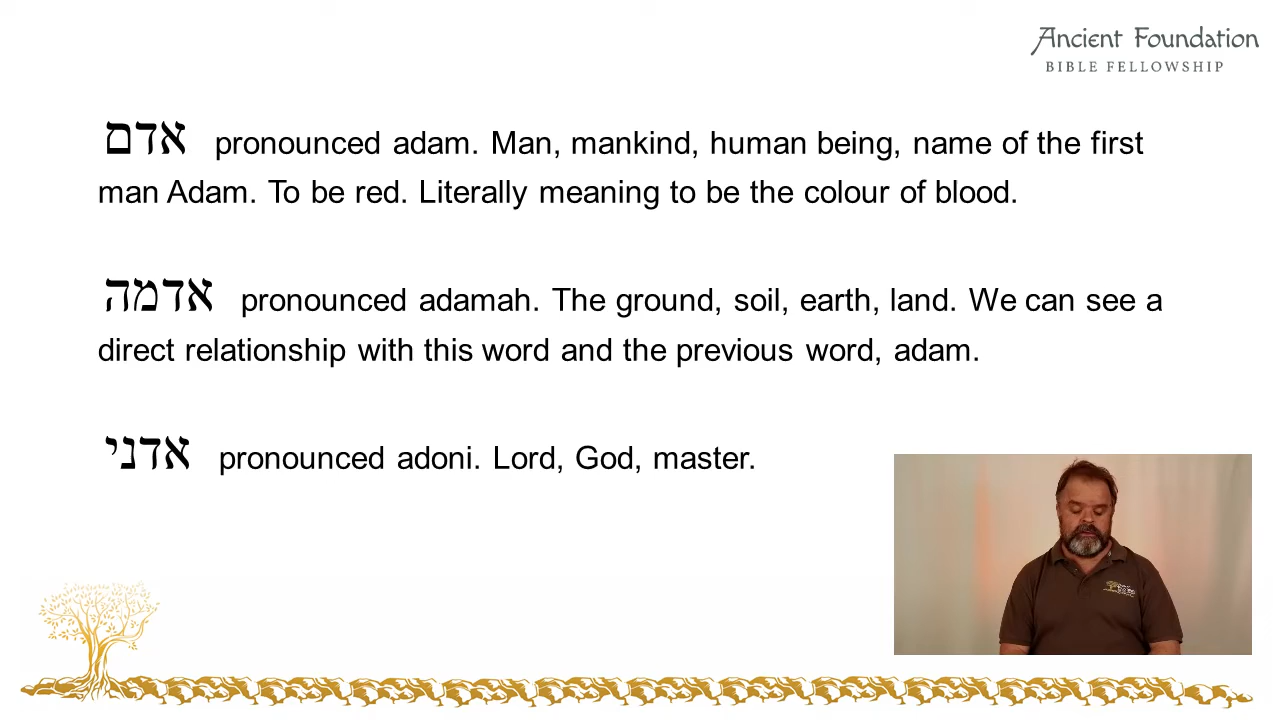 Ancient Foundation
BIBLE FELLOWSHIP
אדם pronounced adam. Man, mankind, human being, name of the first
man Adam. To be red. Literally meaning to be the colour of blood.
אדמה pronounced adamah. The ground, soil, earth, land. We can see a
direct relationship with this word and the previous word, adam.
אדני pronounced adoni. Lord, God, master.